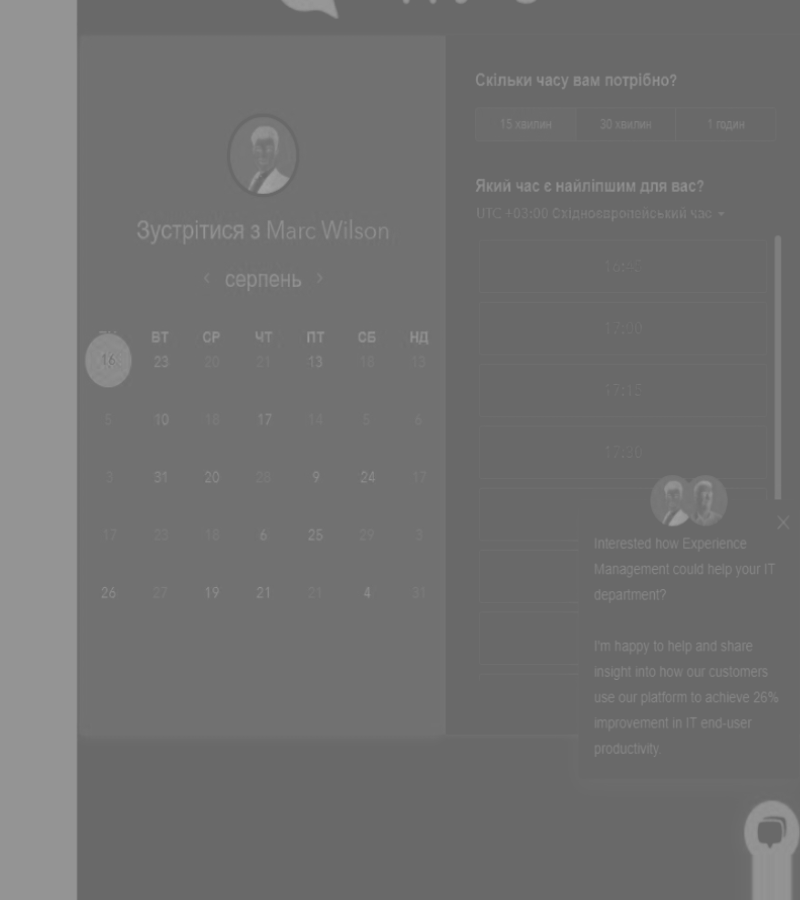 Зустрітися з Marc Wilson
серпень
ВТ СР ЧТ ПТ СБ НД
16 23 20 21 13 18 13
5 10 16 17 14 5 6
3 31 20 28 9 24 17
17 23 18 6 25 29 3
26 27 19 21 21 4 31
Скільки часу вам потрібно?
15 хвилин 30 хвилин 1 годин
Який час є найліпшим для вас?
UTC +03:00 Східноєвропейський час
17:00
17:15
17:30
Interested how Experience
Management could help your IT
department?
I'm happy to help and share
insight into how our customers
use our platform to achieve 26%
improvement in IT end-user
productivity.